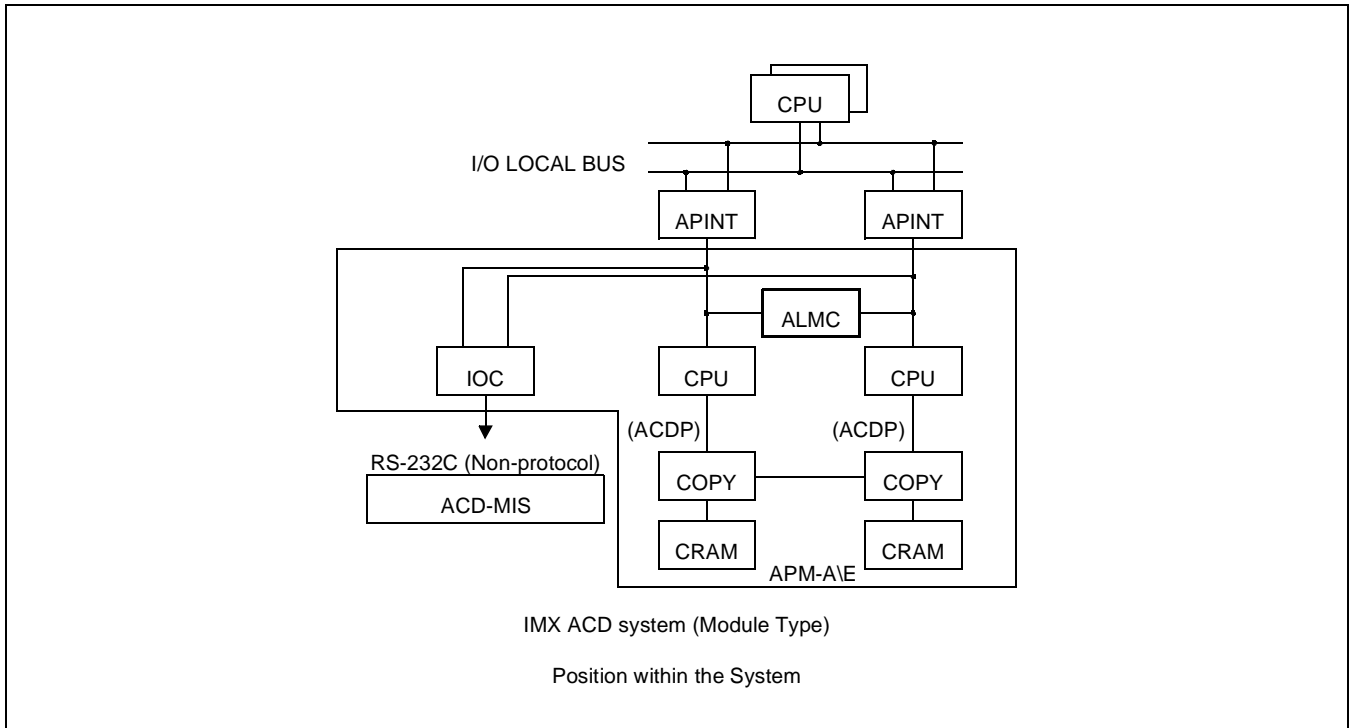 CPU
I/O LOCAL BUS
APINT
APINT
ALMC
IOC
CPU
CPU
(ACDP)
(ACDP)
RS-232C (Non-protocol)
COPY
COPY
ACD-MIS
CRAM
CRAM
APM-A\E
IMX ACD system (Module Type)
Position within the System